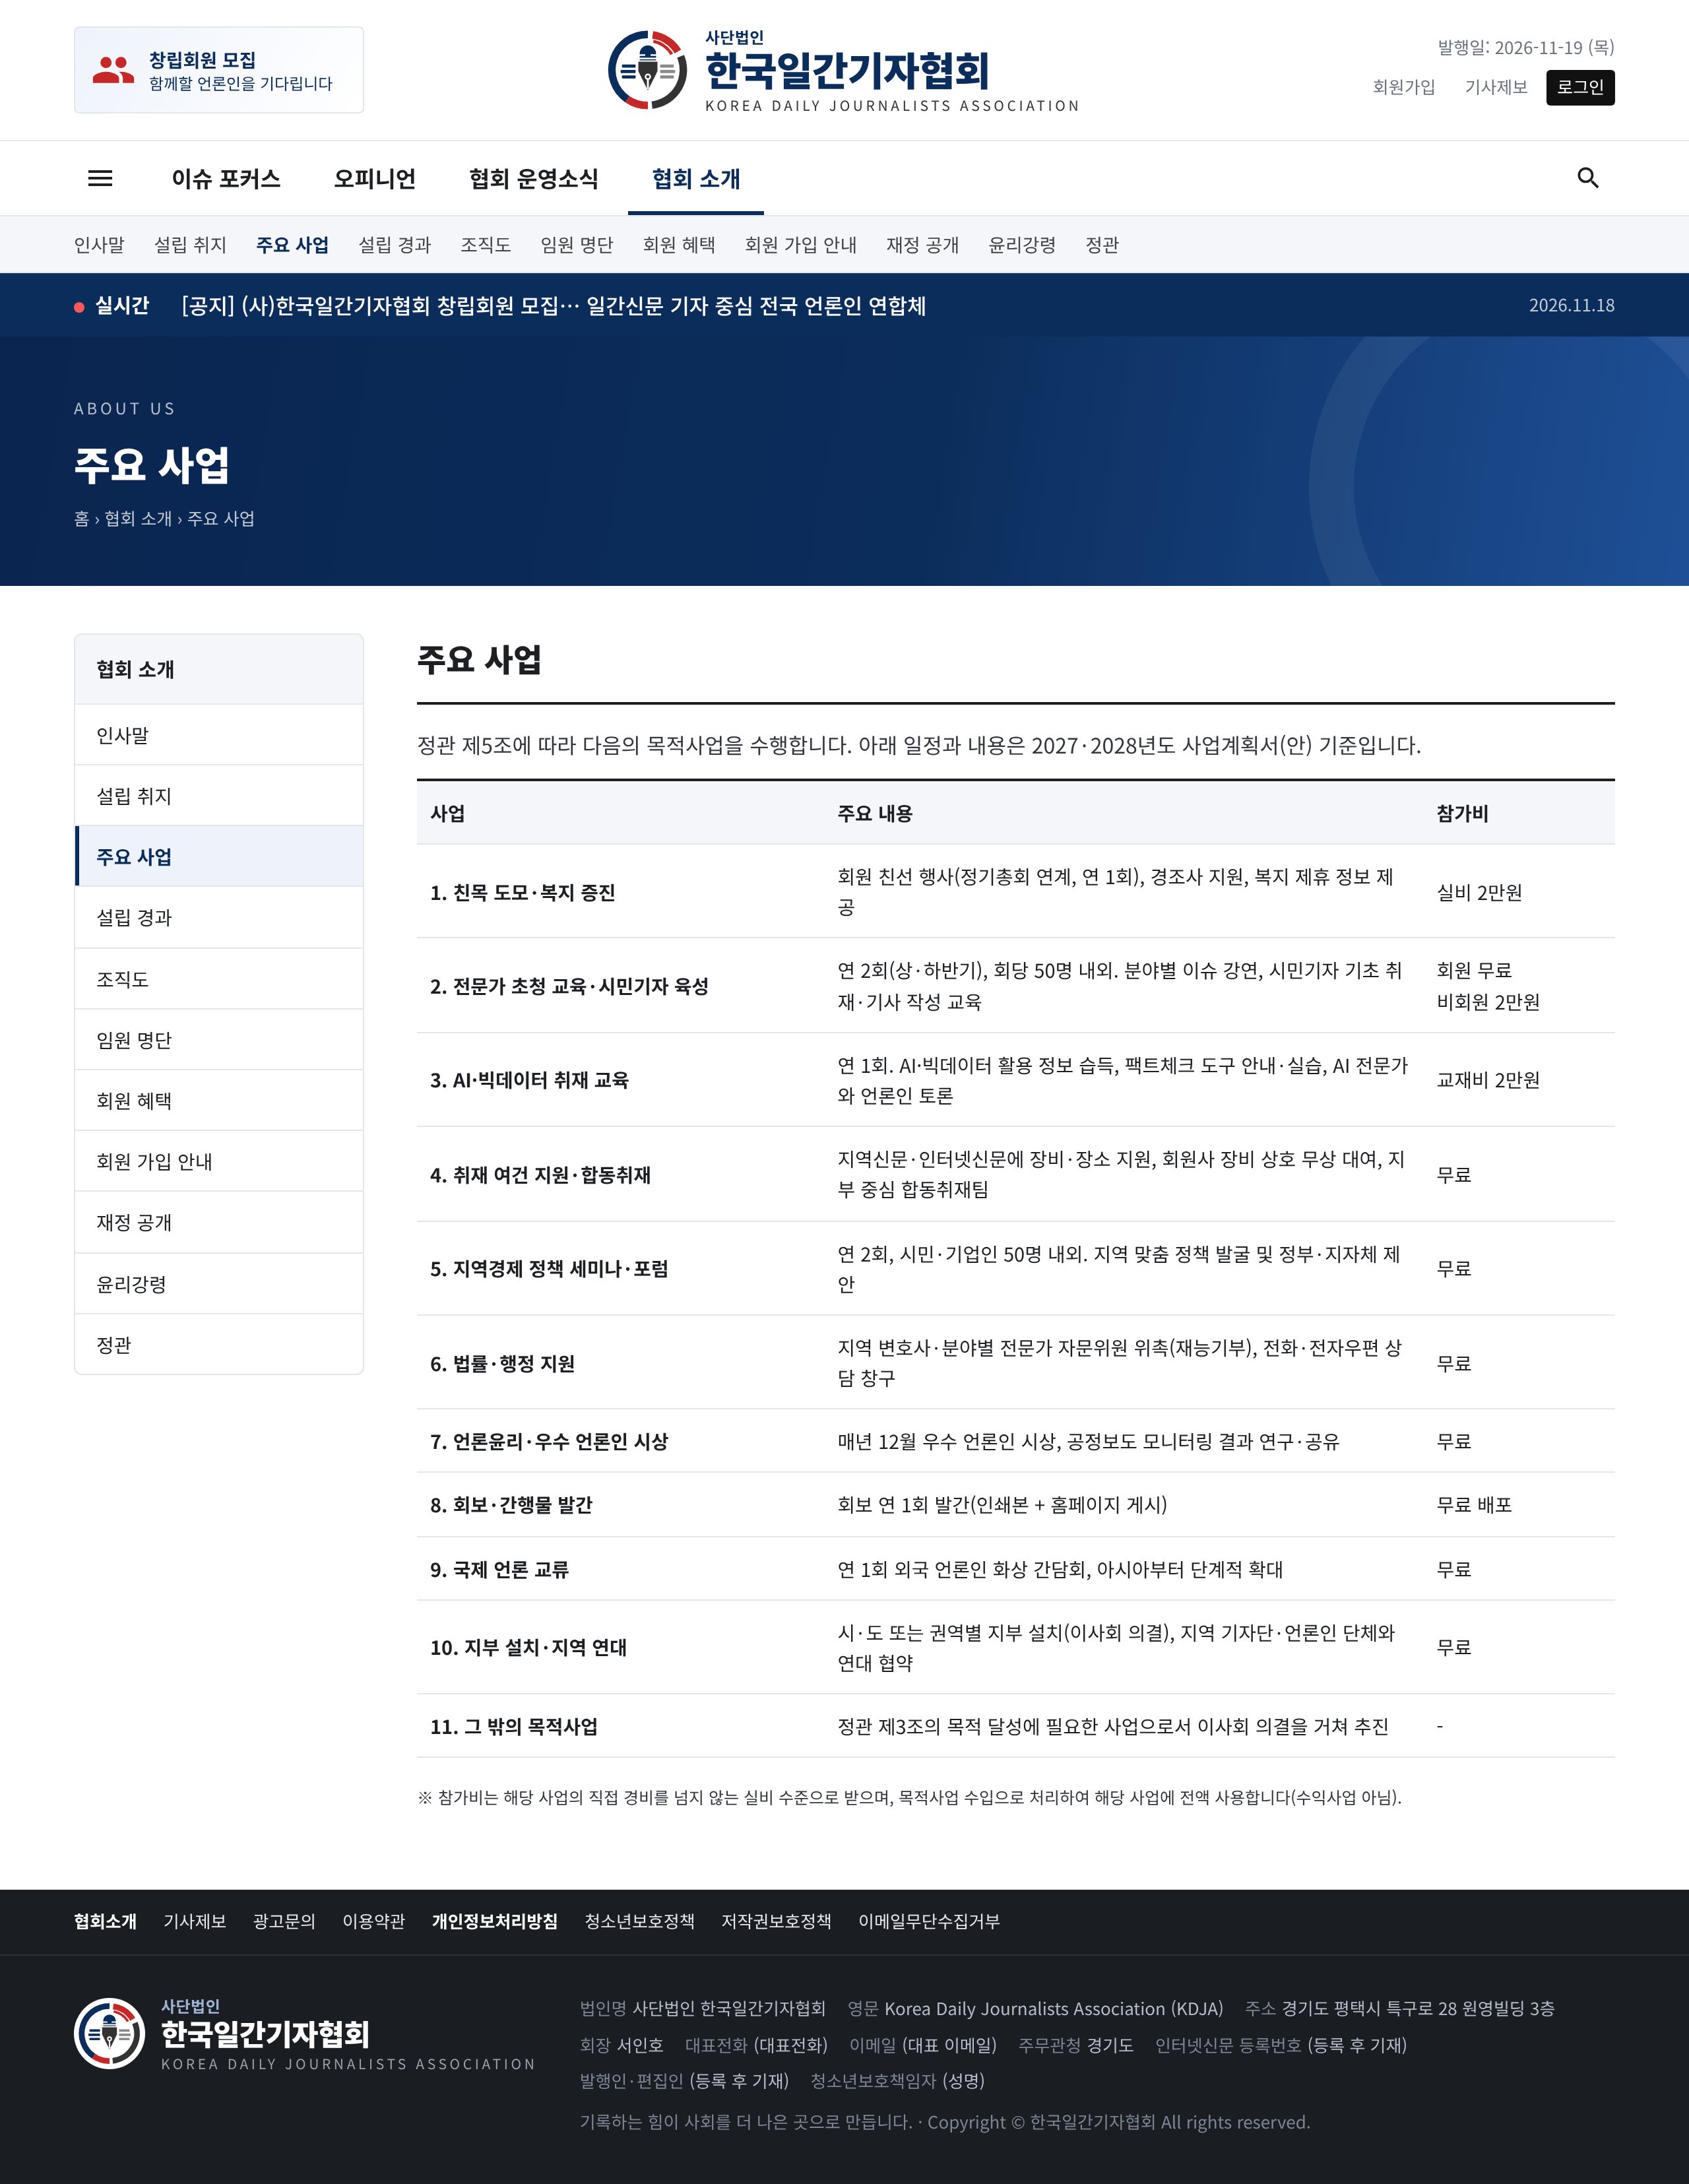 창립회원 모집
함께할 언론인을 기다립니다
사단법인
한국일간기자협회
KOREA DAILY JOURNALISTS ASSOCIATION
발행일: 2026-11-19 (목)
회원가입 기사제보 로그인
이슈 포커스 오피니언 협회 운영소식 협회 소개
인사말 설립 취지 주요 사업 설립 경과 조직도 임원 명단 회원 혜택 회원 가입 안내 재정 공개 윤리강령 정관
실시간 [공지] (사)한국일간기자협회 창립회원 모집… 일간신문 기자 중심 전국 언론인 연합체 2026.11.18
ABOUT US
주요 사업
홈 › 협회 소개 › 주요 사업
협회 소개
인사말
설립 취지
주요 사업
설립 경과
조직도
임원 명단
회원 혜택
회원 가입 안내
재정 공개
윤리강령
정관
주요 사업
정관 제5조에 따라 다음의 목적사업을 수행합니다. 아래 일정과 내용은 2027·2028년도 사업계획서(안) 기준입니다.
사업 주요 내용 참가비
1. 친목 도모·복지 증진
회원 친선 행사(정기총회 연계, 연 1회), 경조사 지원, 복지 제휴 정보 제
공
실비 2만원
2. 전문가 초청 교육·시민기자 육성
연 2회(상·하반기), 회당 50명 내외. 분야별 이슈 강연, 시민기자 기초 취
재·기사 작성 교육
회원 무료
비회원 2만원
3. AI·빅데이터 취재 교육
연 1회. AI·빅데이터 활용 정보 습득, 팩트체크 도구 안내·실습, AI 전문가
와 언론인 토론
교재비 2만원
4. 취재 여건 지원·합동취재
지역신문·인터넷신문에 장비·장소 지원, 회원사 장비 상호 무상 대여, 지
부 중심 합동취재팀
무료
5. 지역경제 정책 세미나·포럼
연 2회, 시민·기업인 50명 내외. 지역 맞춤 정책 발굴 및 정부·지자체 제
안
무료
6. 법률·행정 지원
지역 변호사·분야별 전문가 자문위원 위촉(재능기부), 전화·전자우편 상
담 창구
무료
7. 언론윤리·우수 언론인 시상 매년 12월 우수 언론인 시상, 공정보도 모니터링 결과 연구·공유 무료
8. 회보·간행물 발간 회보 연 1회 발간(인쇄본 + 홈페이지 게시) 무료 배포
9. 국제 언론 교류 연 1회 외국 언론인 화상 간담회, 아시아부터 단계적 확대 무료
10. 지부 설치·지역 연대
시·도 또는 권역별 지부 설치(이사회 의결), 지역 기자단·언론인 단체와
연대 협약
무료
11. 그 밖의 목적사업 정관 제3조의 목적 달성에 필요한 사업으로서 이사회 의결을 거쳐 추진 -
※ 참가비는 해당 사업의 직접 경비를 넘지 않는 실비 수준으로 받으며, 목적사업 수입으로 처리하여 해당 사업에 전액 사용합니다(수익사업 아님).
협회소개 기사제보 광고문의 이용약관 개인정보처리방침 청소년보호정책 저작권보호정책 이메일무단수집거부
사단법인
한국일간기자협회
KOREA DAILY JOURNALISTS ASSOCIATION
법인명 사단법인 한국일간기자협회 영문 Korea Daily Journalists Association (KDJA) 주소 경기도 평택시 특구로 28 원영빌딩 3층
회장 서인호 대표전화 (대표전화) 이메일 (대표 이메일) 주무관청 경기도 인터넷신문 등록번호 (등록 후 기재)
발행인·편집인 (등록 후 기재) 청소년보호책임자 (성명)
기록하는 힘이 사회를 더 나은 곳으로 만듭니다. · Copyright © 한국일간기자협회 All rights reserved.